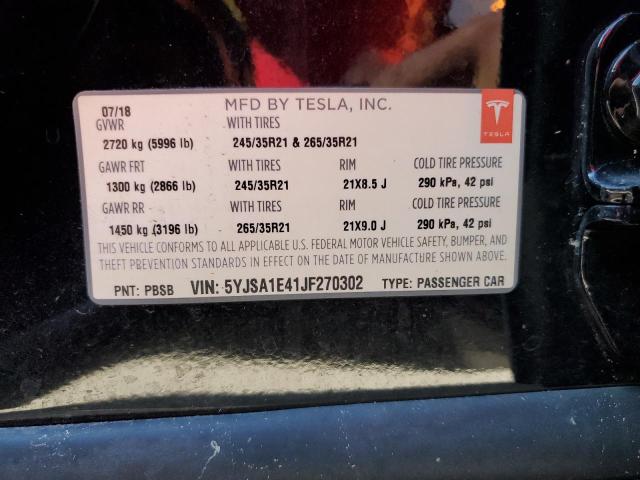 07/18 MFD BY TESLA, INC.
GVWR WITH TIRES
2720 kg (5996 lb) 245/35R21 & 265/35R21
TESLA
GAWR FRT WITH TIRES RIM COLD TIRE PRESSURE
1300 kg (2866 lb) 245/35R21 21X8.5 J 290 kPa, 42 psi
GAWR RR WITH TIRES RIM COLD TIRE PRESSURE
1450 kg (3196 lb) 265/35R21 21X9.0 J 290 kPa, 42 psi
THIS VEHICLE CONFORMS TO ALL APPLICABLE U.S. FEDERAL MOTOR VEHICLE SAFETY, BUMPER, AND
THEFT PREVENTION STANDARDS IN EFFECT ON THE DATE OF MANUFACTURE SHOWN ABOVE.
PNT: PBSB VIN: 5YJSA1E41JF270302 TYPE: PASSENGER CAR